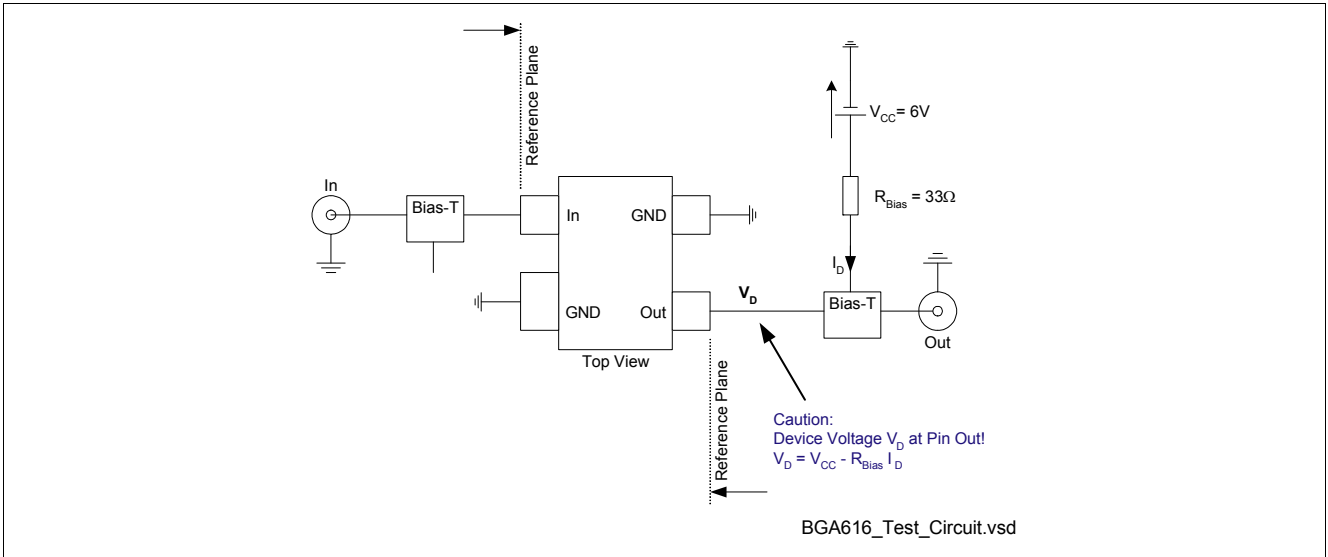 Reference Plane
V_CC = 6V
R_Bias = 33Ω
In
Bias-T
In
GND
I_D
GND
Out
V_D
Bias-T
Out
Top View
Reference Plane
Caution:
Device Voltage V_D at Pin Out!
V_D = V_CC - R_Bias I_D
BGA616_Test_Circuit.vsd